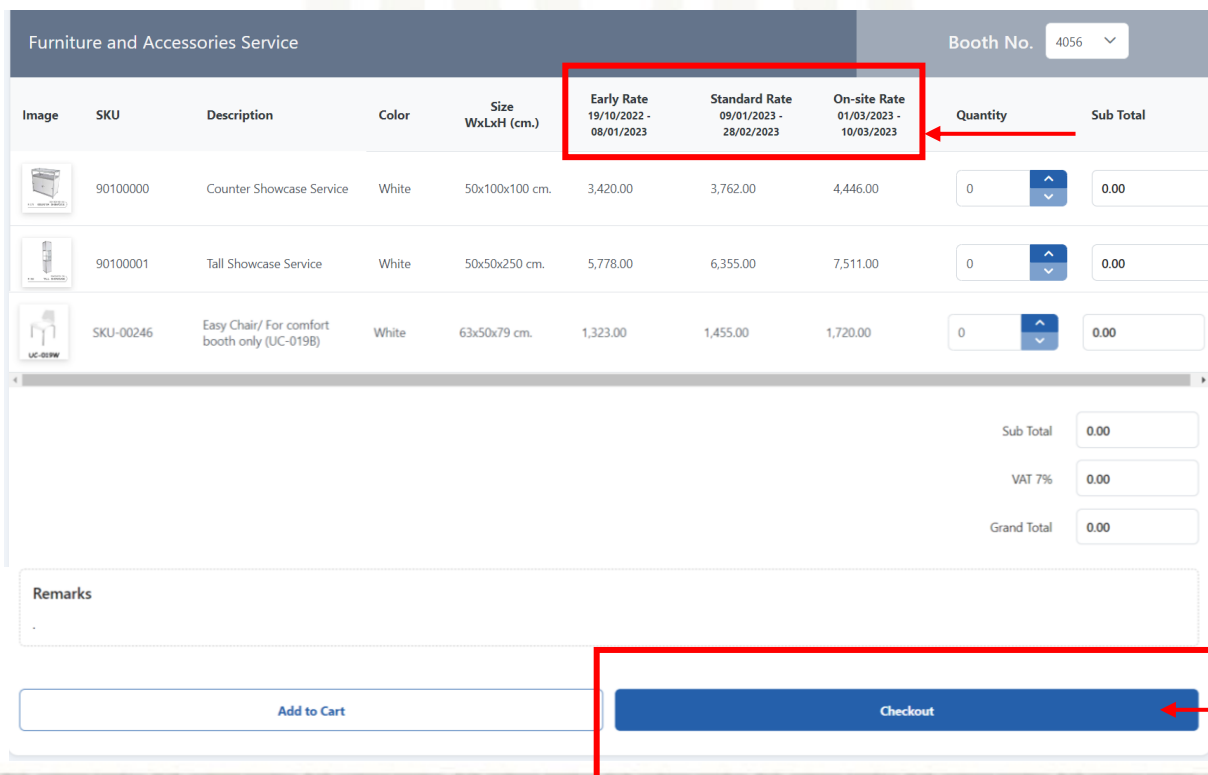 Furniture and Accessories Service
Booth No. 4056
Image SKU Description Color Size WxLxH (cm.) Early Rate 19/10/2022 - 08/01/2023 Standard Rate 09/01/2023 - 28/02/2023 On-site Rate 01/03/2023 - 10/03/2023 Quantity Sub Total
90100000 Counter Showcase Service White 50x100x100 cm. 3,420.00 3,762.00 4,446.00 0 0.00
90100001 Tall Showcase Service White 50x50x250 cm. 5,778.00 6,355.00 7,511.00 0 0.00
UC-019W SKU-00246 Easy Chair/ For comfort booth only (UC-019B) White 63x50x79 cm. 1,323.00 1,455.00 1,720.00 0 0.00
Sub Total 0.00
VAT 7% 0.00
Grand Total 0.00
Remarks
.
Add to Cart
Checkout